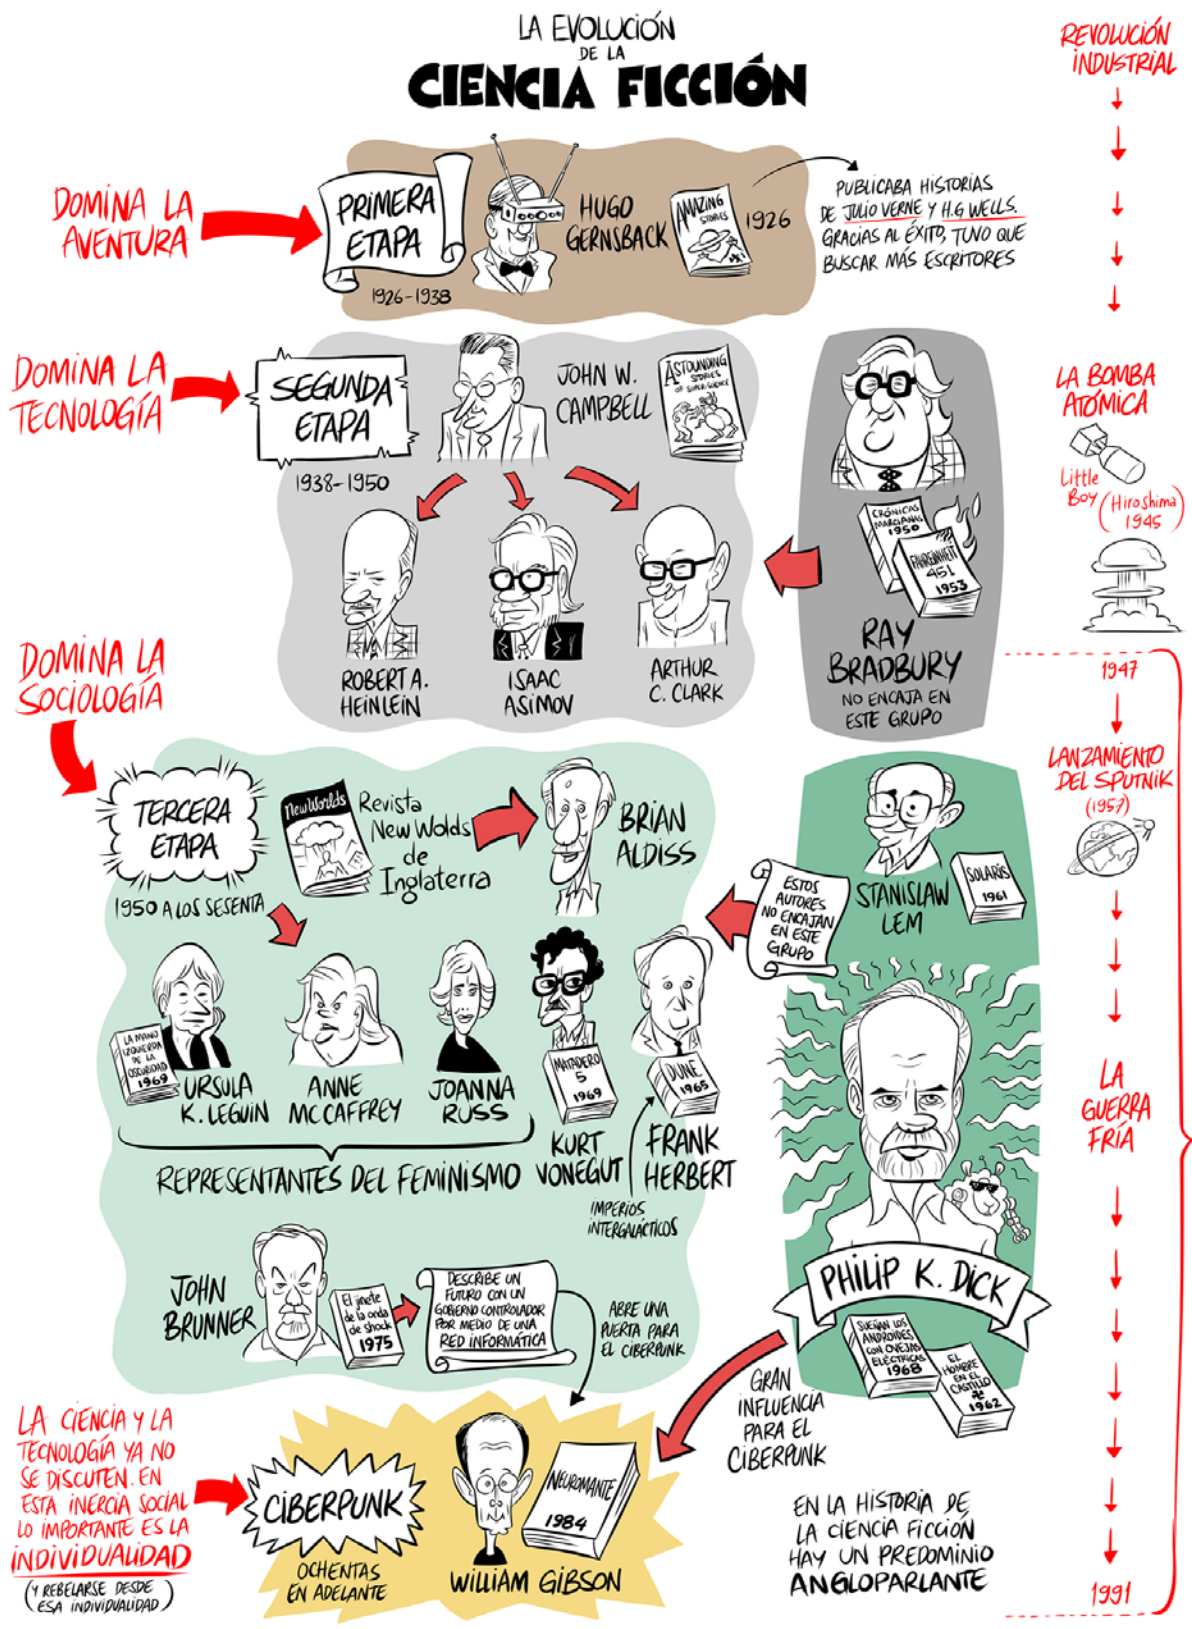 LA EVOLUCIÓN
DE LA
CIENCIA FICCIÓN
REVOLUCIÓN
INDUSTRIAL
DOMINA LA
AVENTURA
PRIMERA
ETAPA
1926-1938
HUGO
GERNSBACK
AMAZING
STORIES
1926
PUBLICABA HISTORIAS
DE JULIO VERNE Y H.G WELLS.
GRACIAS AL ÉXITO, TUVO QUE
BUSCAR MÁS ESCRITORES
DOMINA LA
TECNOLOGÍA
SEGUNDA
ETAPA
1938-1950
JOHN W.
CAMPBELL
ASTOUNDING
STORIES
OF SUPER-SCIENCE
ROBERT A.
HEINLEIN
ISAAC
ASIMOV
ARTHUR
C. CLARK
CRÓNICAS
MARCIANAS
1950
FAHRENHEIT
451
1953
RAY
BRADBURY
NO ENCAJA EN
ESTE GRUPO
LA BOMBA
ATÓMICA
Little
Boy
(Hiroshima
1945)
1947
LANZAMIENTO
DEL SPUTNIK
(1957)
DOMINA LA
SOCIOLOGÍA
TERCERA
ETAPA
1950 A LOS SESENTA
New Worlds
Revista
New Wolds
de
Inglaterra
BRIAN
ALDISS
ESTOS
AUTORES
NO ENCAJAN
EN ESTE
GRUPO
STANISLAW
LEM
SOLARIS
1961
LA MANO
IZQUIERDA
DE LA
OSCURIDAD
1969
URSULA
K. LEGUIN
ANNE
MCCAFFREY
JOANNA
RUSS
REPRESENTANTES DEL FEMINISMO
MATADERO
5
1969
KURT
VONEGUT
DUNE
1965
FRANK
HERBERT
IMPERIOS
INTERGALÁCTICOS
LA
GUERRA
FRÍA
JOHN
BRUNNER
El jinete
de la onda
de shock
1975
DESCRIBE UN
FUTURO CON UN
GOBIERNO CONTROLADOR
POR MEDIO DE UNA
RED INFORMÁTICA
ABRE UNA
PUERTA PARA
EL CIBERPUNK
PHILIP K. DICK
SUEÑAN LOS
ANDROIDES
CON OVEJAS
ELÉCTRICAS
1968
EL
HOMBRE
EN EL
CASTILLO
1962
GRAN
INFLUENCIA
PARA EL
CIBERPUNK
LA CIENCIA Y LA
TECNOLOGÍA YA NO
SE DISCUTEN. EN
ESTA INERCIA SOCIAL
LO IMPORTANTE ES LA
INDIVIDUALIDAD
(Y REBELARSE DESDE
ESA INDIVIDUALIDAD)
CIBERPUNK
OCHENTAS
EN ADELANTE
NEUROMANTE
1984
WILLIAM GIBSON
EN LA HISTORIA DE
LA CIENCIA FICCIÓN
HAY UN PREDOMINIO
ANGLOPARLANTE
1991